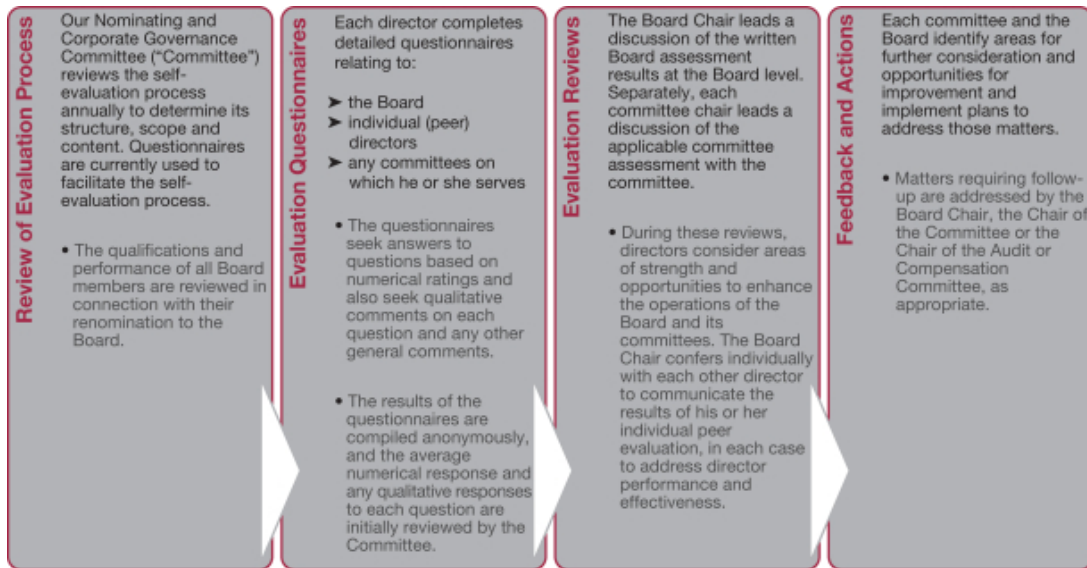 Review of Evaluation Process
Our Nominating and
Corporate Governance
Committee (“Committee”)
reviews the self-
evaluation process
annually to determine its
structure, scope and
content. Questionnaires
are currently used to
facilitate the self-
evaluation process.
• The qualifications and
performance of all Board
members are reviewed in
connection with their
renomination to the
Board.
Evaluation Questionnaires
Each director completes
detailed questionnaires
relating to:
➤ the Board
➤ individual (peer)
directors
➤ any committees on
which he or she serves
• The questionnaires
seek answers to
questions based on
numerical ratings and
also seek qualitative
comments on each
question and any other
general comments.
• The results of the
questionnaires are
compiled anonymously,
and the average
numerical response and
any qualitative responses
to each question are
initially reviewed by the
Committee.
Evaluation Reviews
The Board Chair leads a
discussion of the written
Board assessment
results at the Board level.
Separately, each
committee chair leads a
discussion of the
applicable committee
assessment with the
committee.
• During these reviews,
directors consider areas
of strength and
opportunities to enhance
the operations of the
Board and its
committees. The Board
Chair confers individually
with each other director
to communicate the
results of his or her
individual peer
evaluation, in each case
to address director
performance and
effectiveness.
Feedback and Actions
Each committee and the
Board identify areas for
further consideration and
opportunities for
improvement and
implement plans to
address those matters.
• Matters requiring follow-
up are addressed by the
Board Chair, the Chair of
the Committee or the
Chair of the Audit or
Compensation
Committee, as
appropriate.